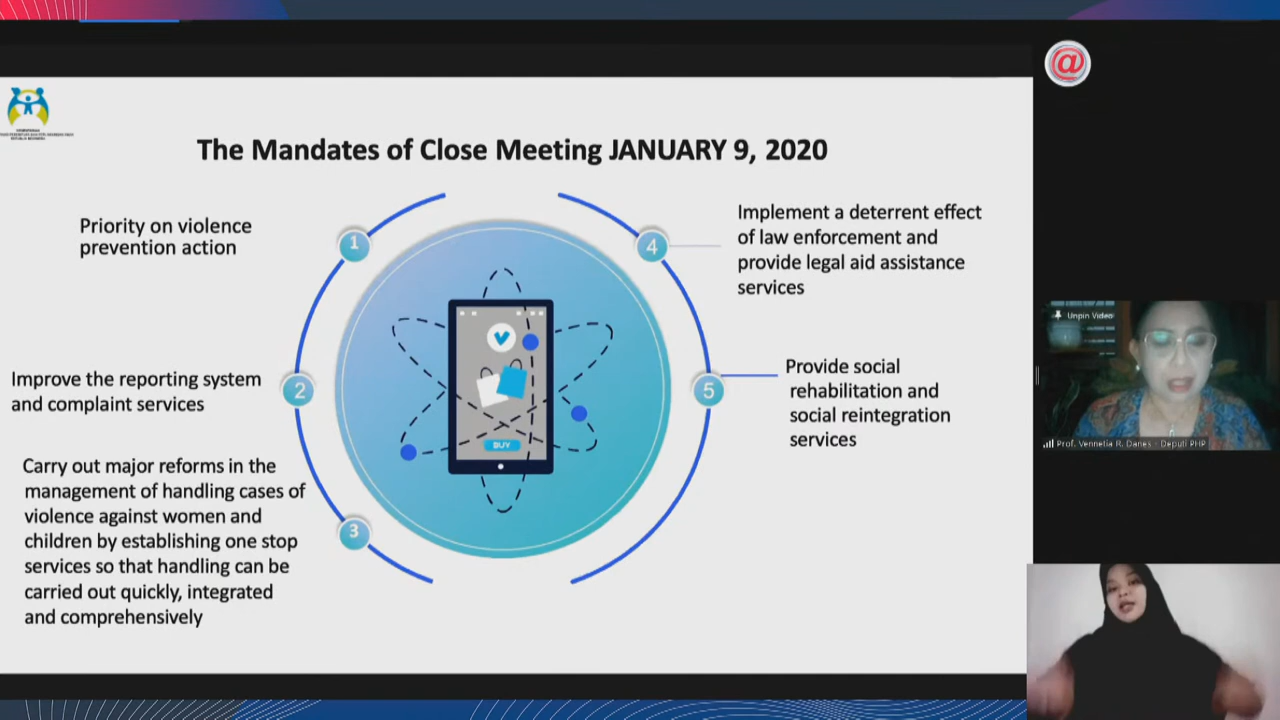 The Mandates of Close Meeting JANUARY 9, 2020
1
Priority on violence
prevention action
2
Improve the reporting system
and complaint services
3
Carry out major reforms in the
management of handling cases of
violence against women and
children by establishing one stop
services so that handling can be
carried out quickly, integrated
and comprehensively
4
Implement a deterrent effect
of law enforcement and
provide legal aid assistance
services
5
Provide social
rehabilitation and
social reintegration
services
BUY
@
Unpin Video
Prof. Vennetia R. Danes - Deputi PHP